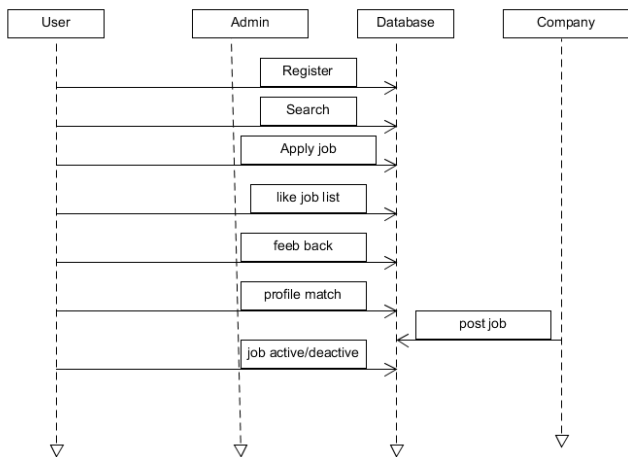 User
Admin
Database
Company
Register
Search
Apply job
like job list
feeb back
profile match
post job
job active/deactive